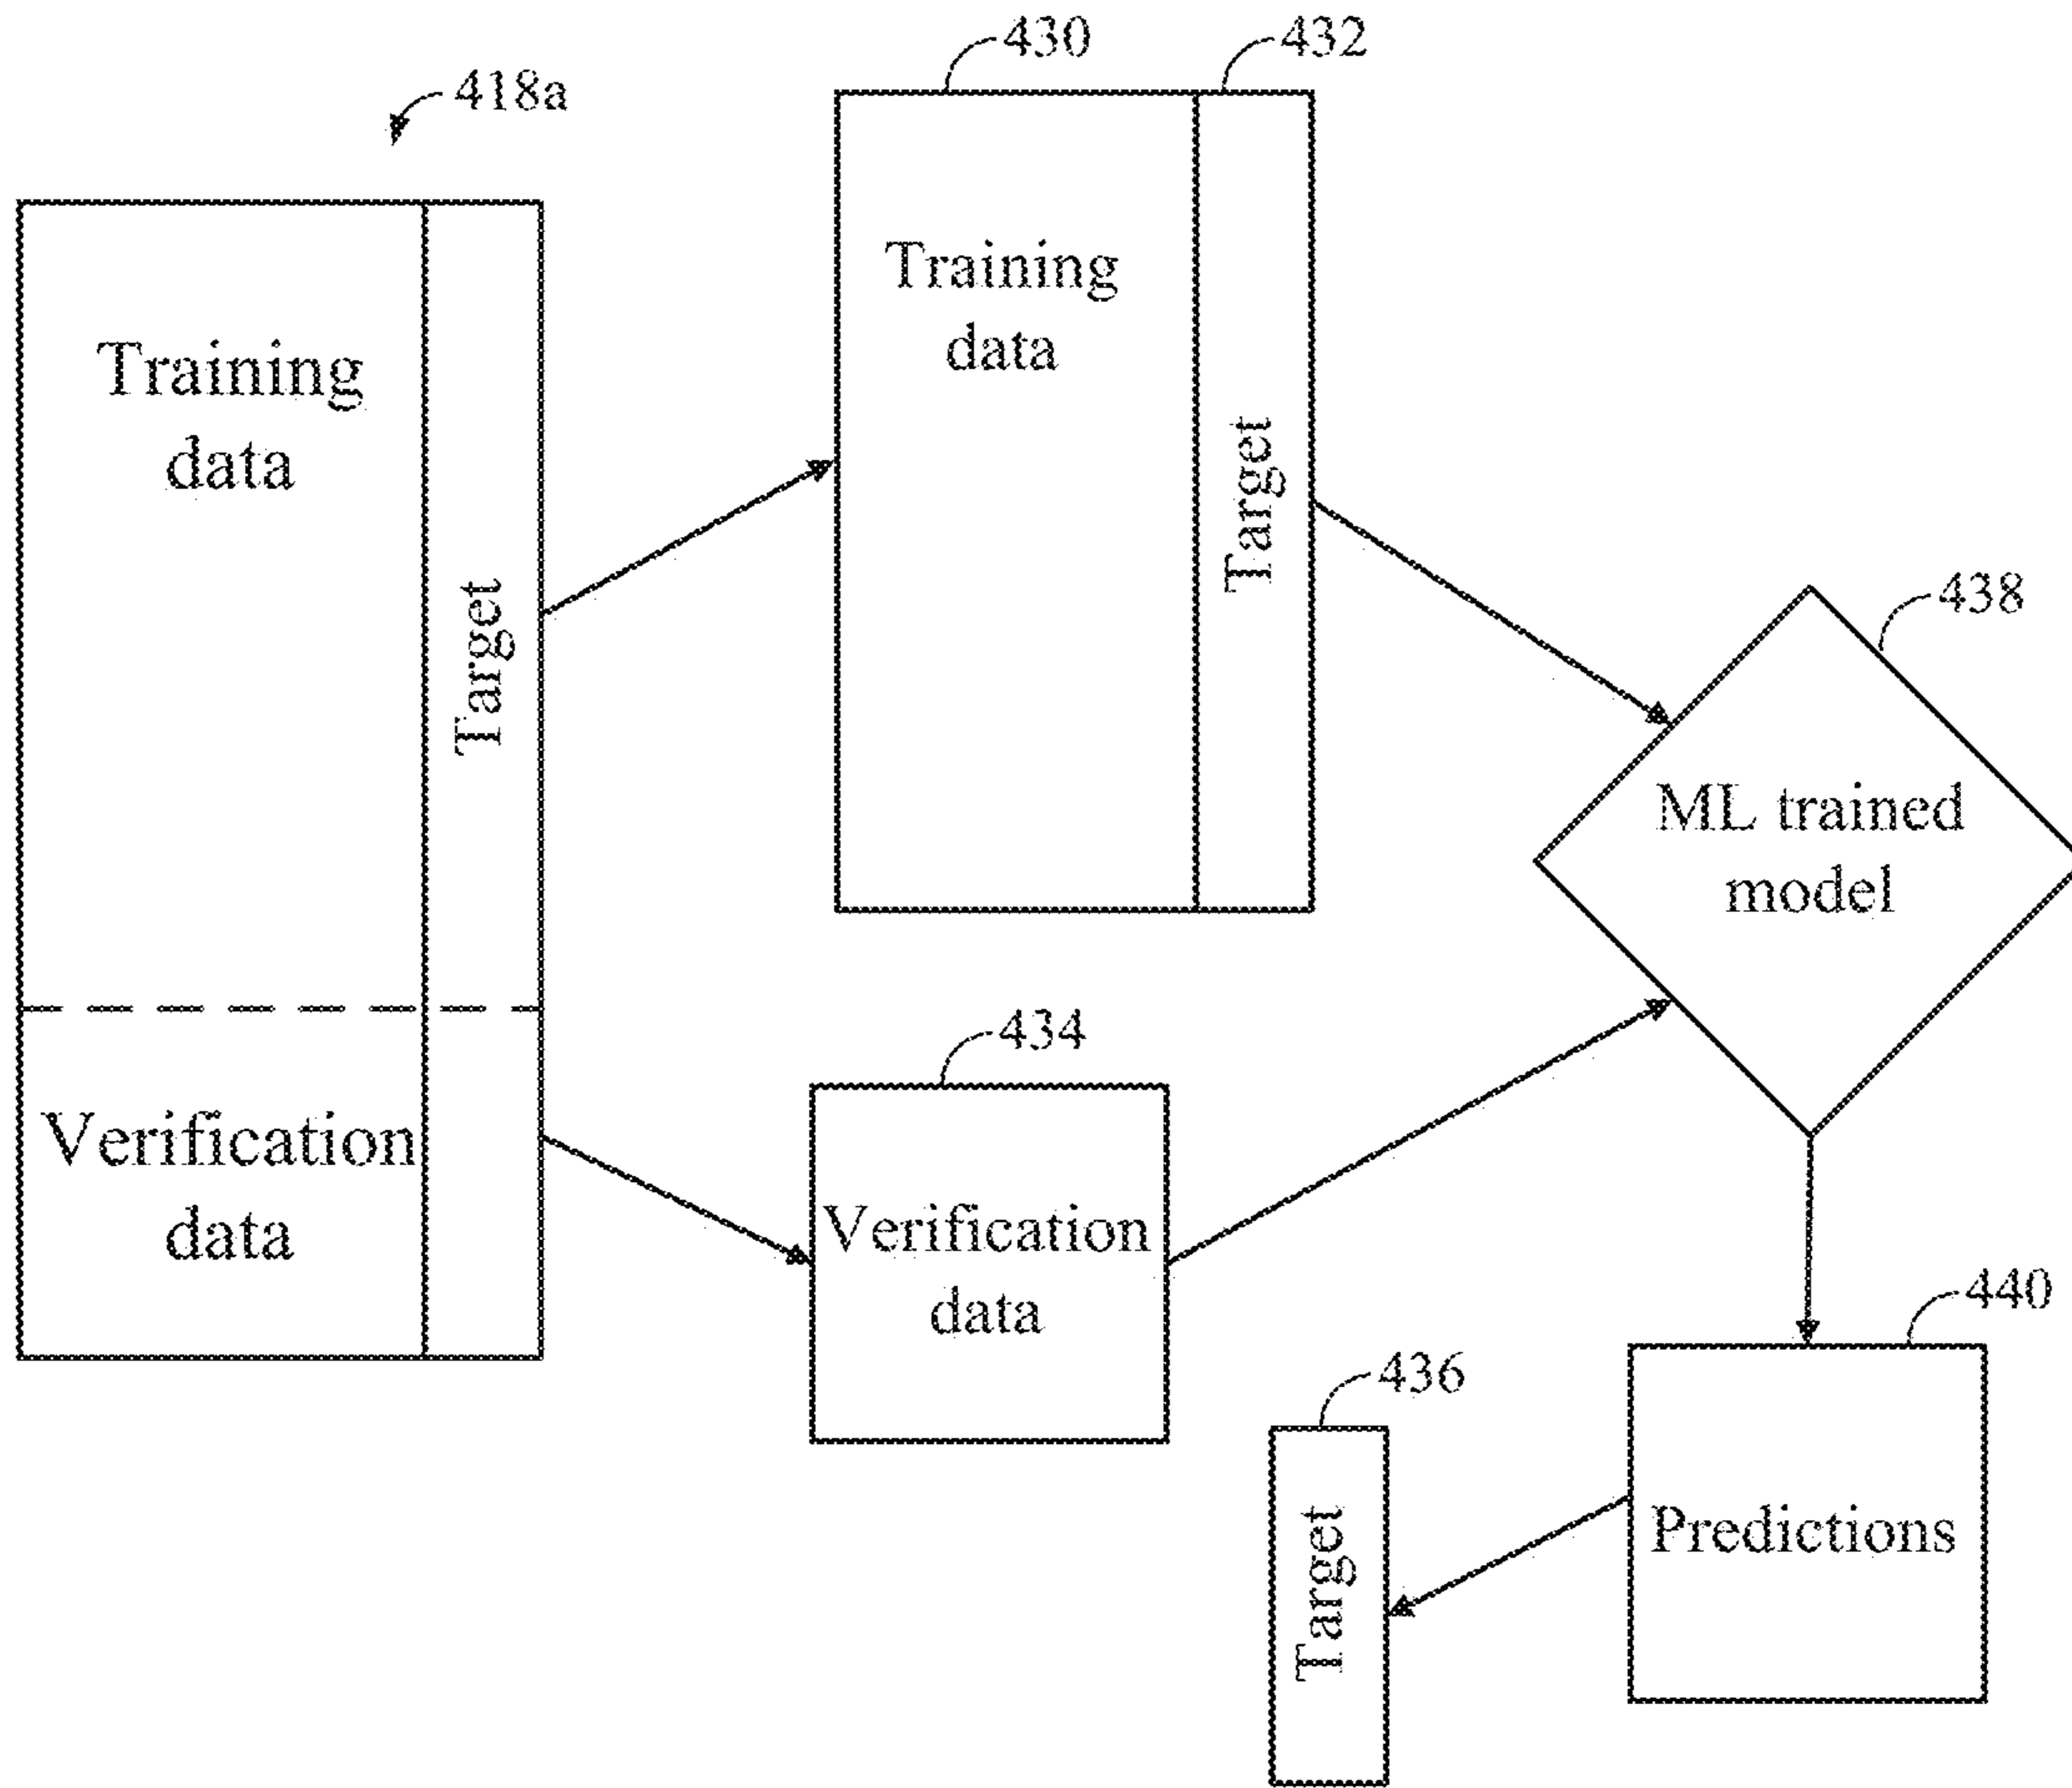 418a
Training
data
Target
Verification
data
430
432
Training
data
Target
434
Verification
data
438
ML trained
model
440
Predictions
436
Target